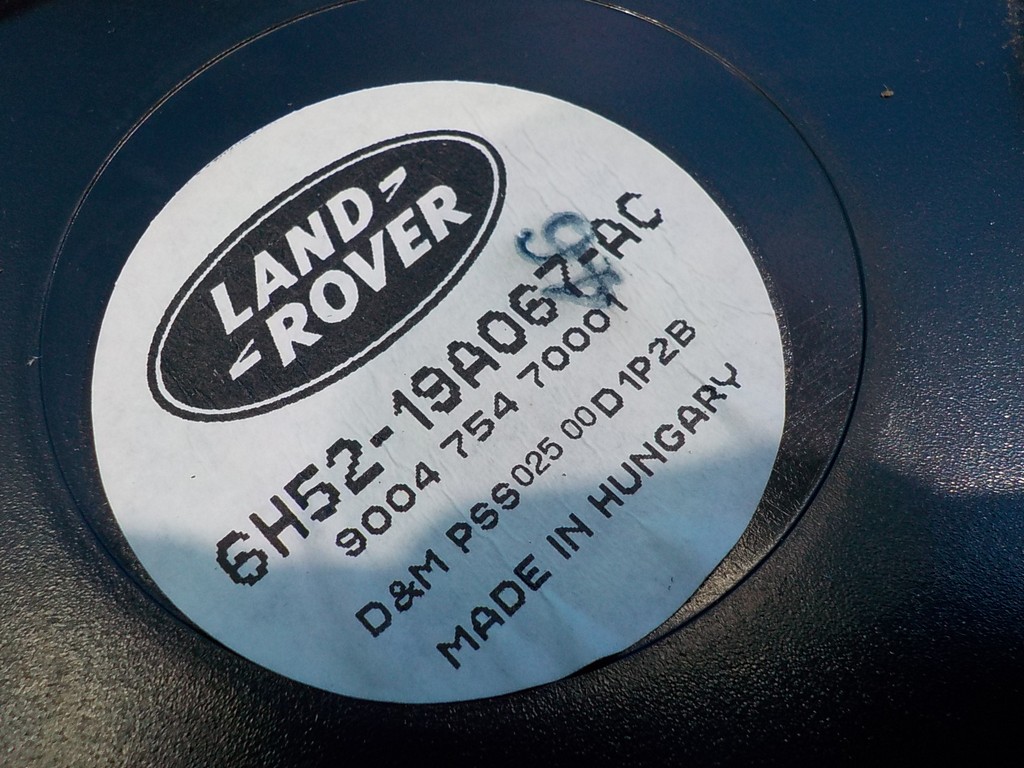 LAND
ROVER
6H52-19A067-AC
9004 754 70001
D&M PSS025 00D1P2B
MADE IN HUNGARY